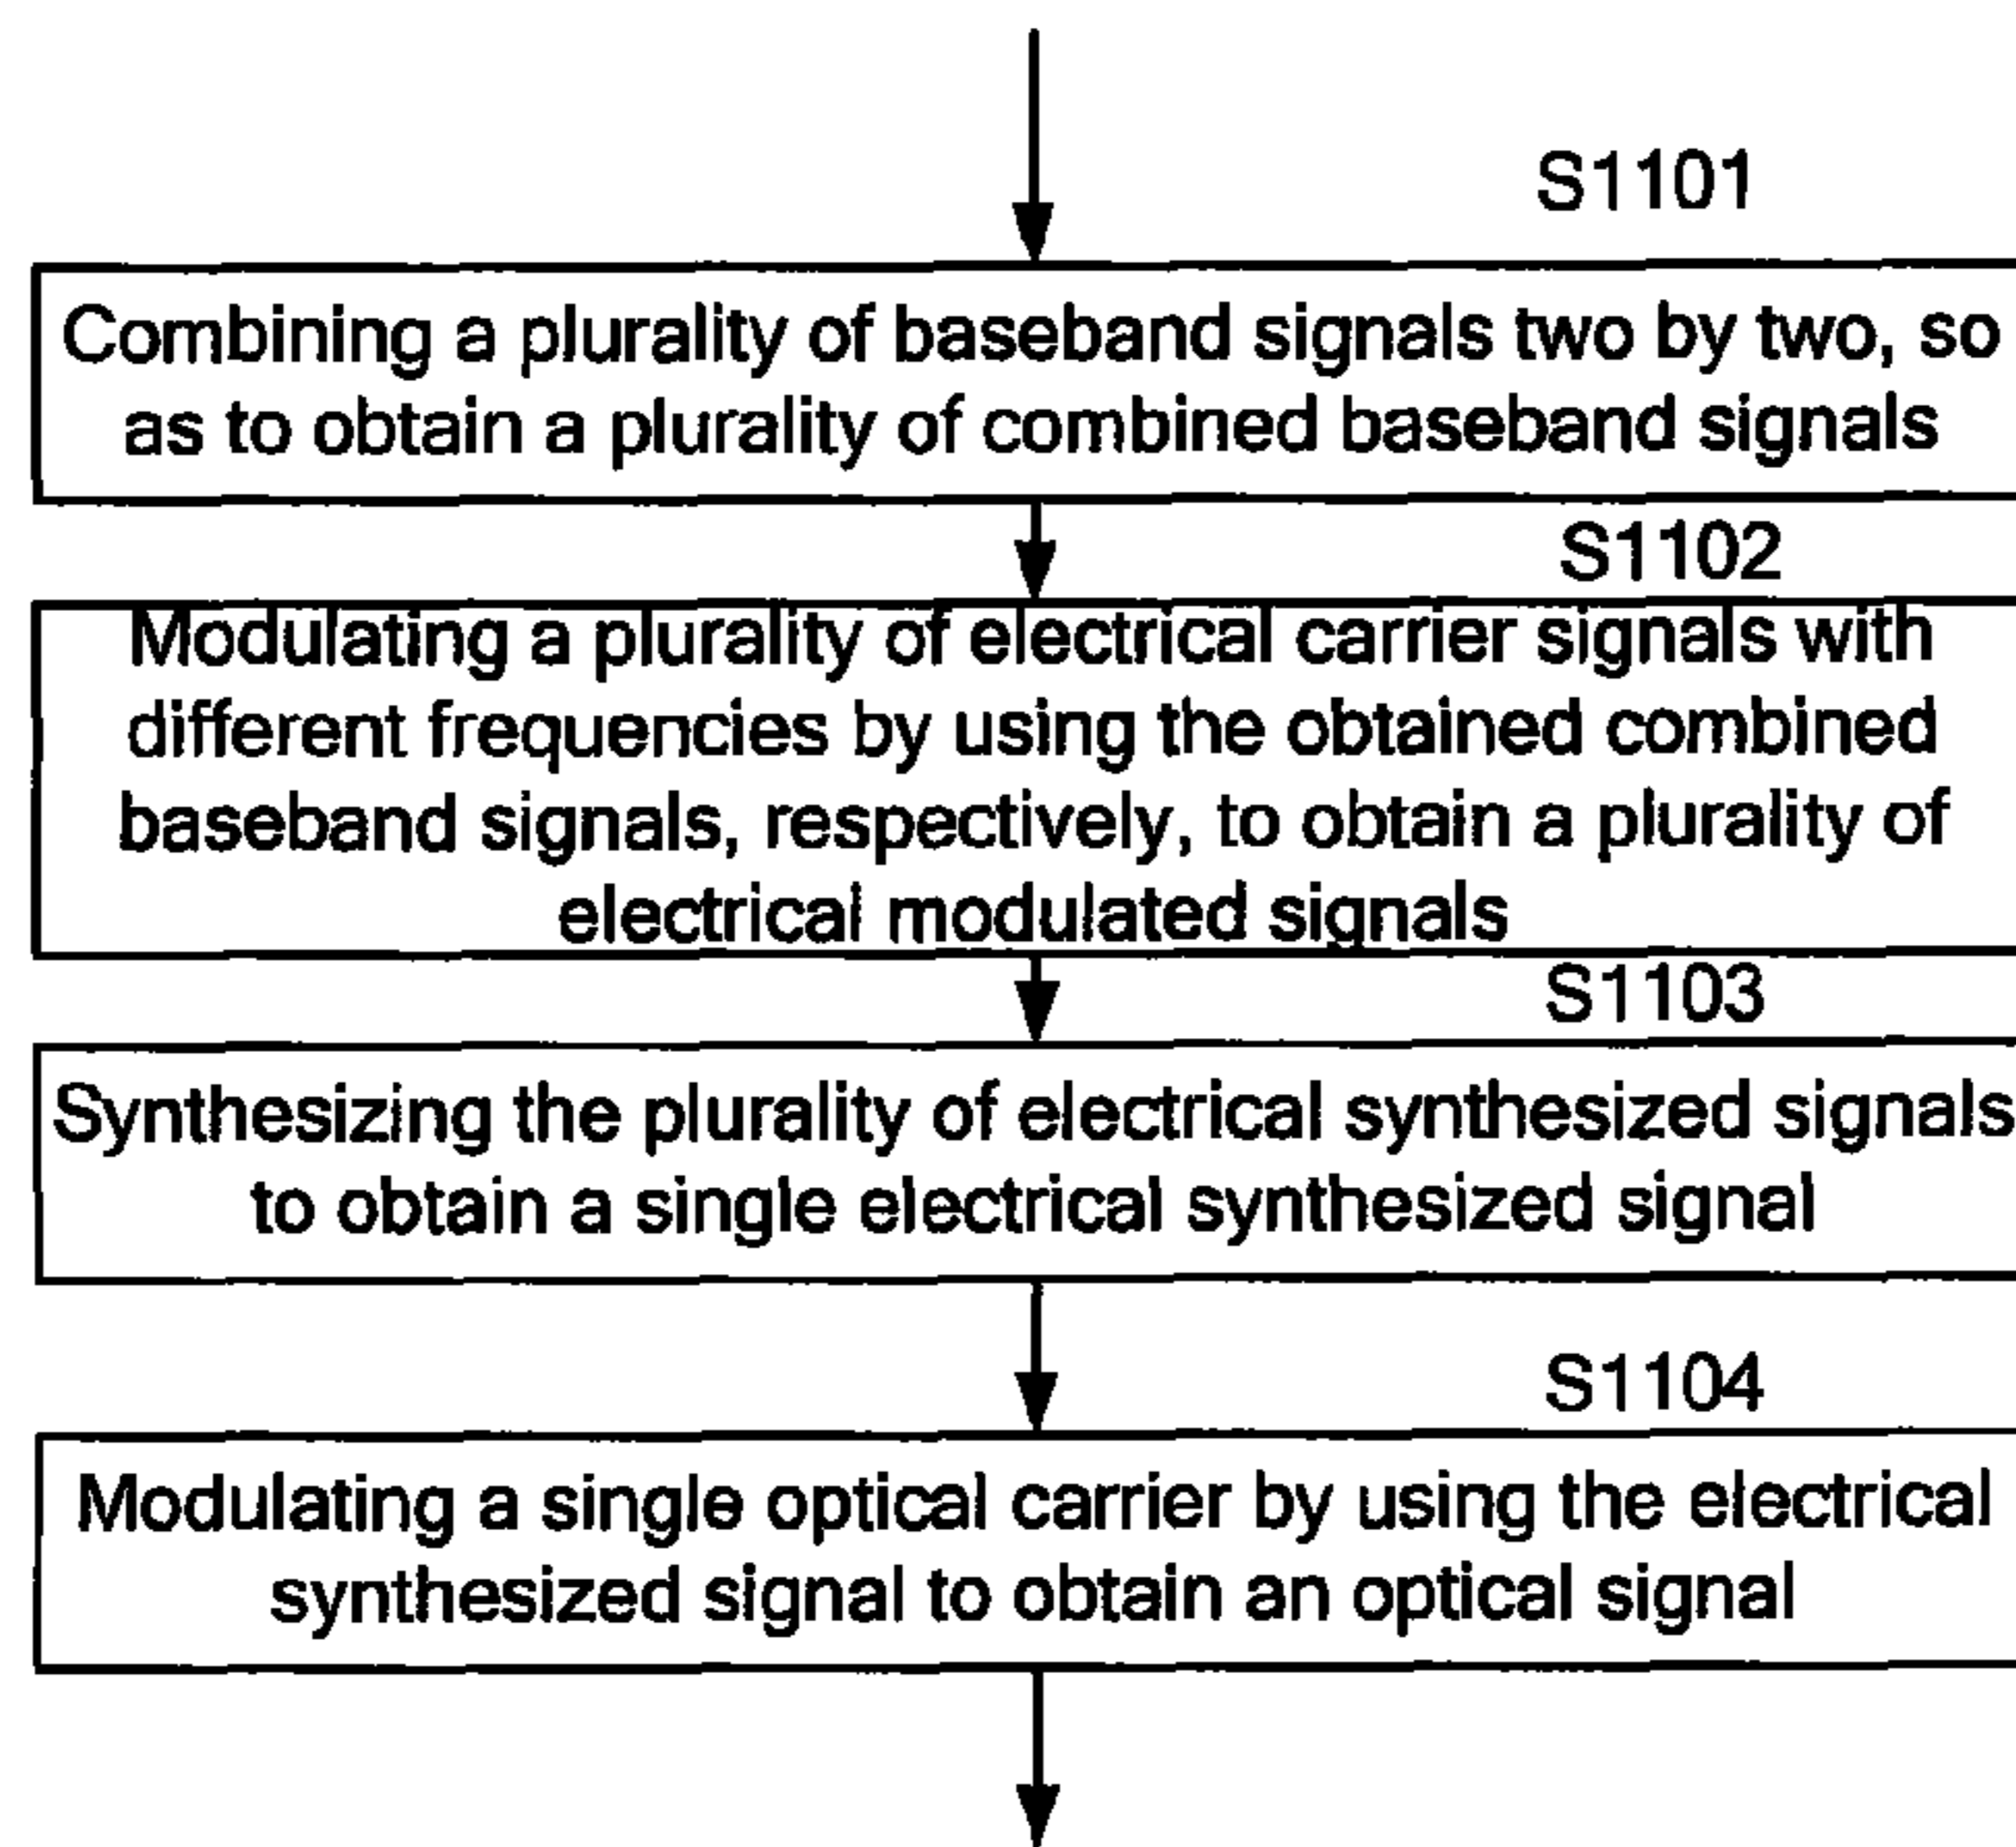 S1101
Combining a plurality of baseband signals two by two, so
as to obtain a plurality of combined baseband signals
S1102
Modulating a plurality of electrical carrier signals with
different frequencies by using the obtained combined
baseband signals, respectively, to obtain a plurality of
electrical modulated signals
S1103
Synthesizing the plurality of electrical synthesized signals
to obtain a single electrical synthesized signal
S1104
Modulating a single optical carrier by using the electrical
synthesized signal to obtain an optical signal